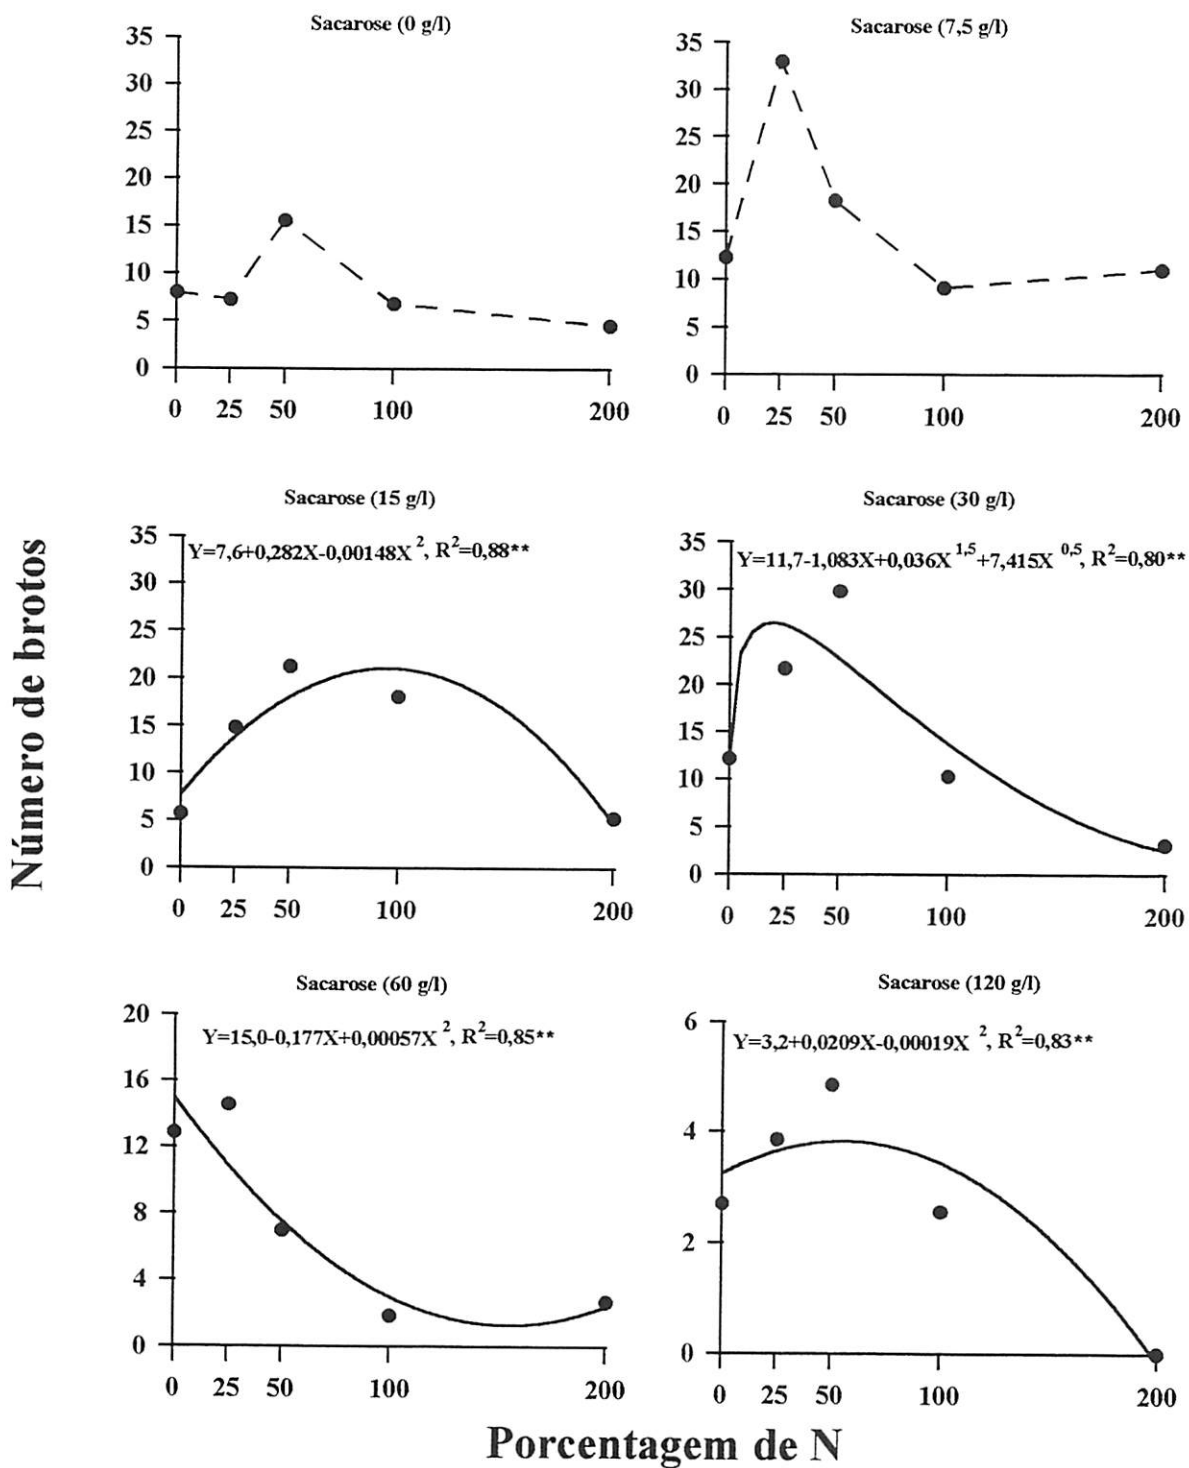 Sacarose (0 g/l)
35
30
25
20
15
10
5
0
0 25 50 100 200
Sacarose (7,5 g/l)
35
30
25
20
15
10
5
0
0 25 50 100 200
Número de brotos
Sacarose (15 g/l)
Y=7,6+0,282X-0,00148X 2, R2=0,88**
35
30
25
20
15
10
5
0
0 25 50 100 200
Sacarose (30 g/l)
Y=11,7-1,083X+0,036X 1,5+7,415X 0,5, R2=0,80**
35
30
25
20
15
10
5
0
0 25 50 100 200
Sacarose (60 g/l)
Y=15,0-0,177X+0,00057X 2, R2=0,85**
20
16
12
8
4
0
0 25 50 100 200
Sacarose (120 g/l)
Y=3,2+0,0209X-0,00019X 2, R2=0,83**
6
4
2
0
0 25 50 100 200
Porcentagem de N